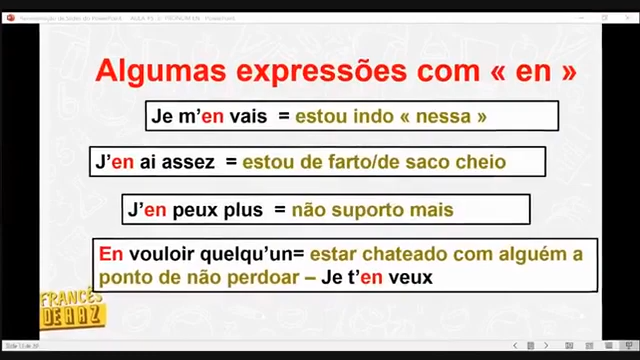 AULA 15
Algumas expressões com « en »
Je m’en vais = estou indo « nessa »
J’en ai assez = estou de farto/de saco cheio
J’en peux plus = não suporto mais
En vouloir quelqu’un= estar chateado com alguém a
ponto de não perdoar – Je t’en veux
FRANCÊS
DE A A Z